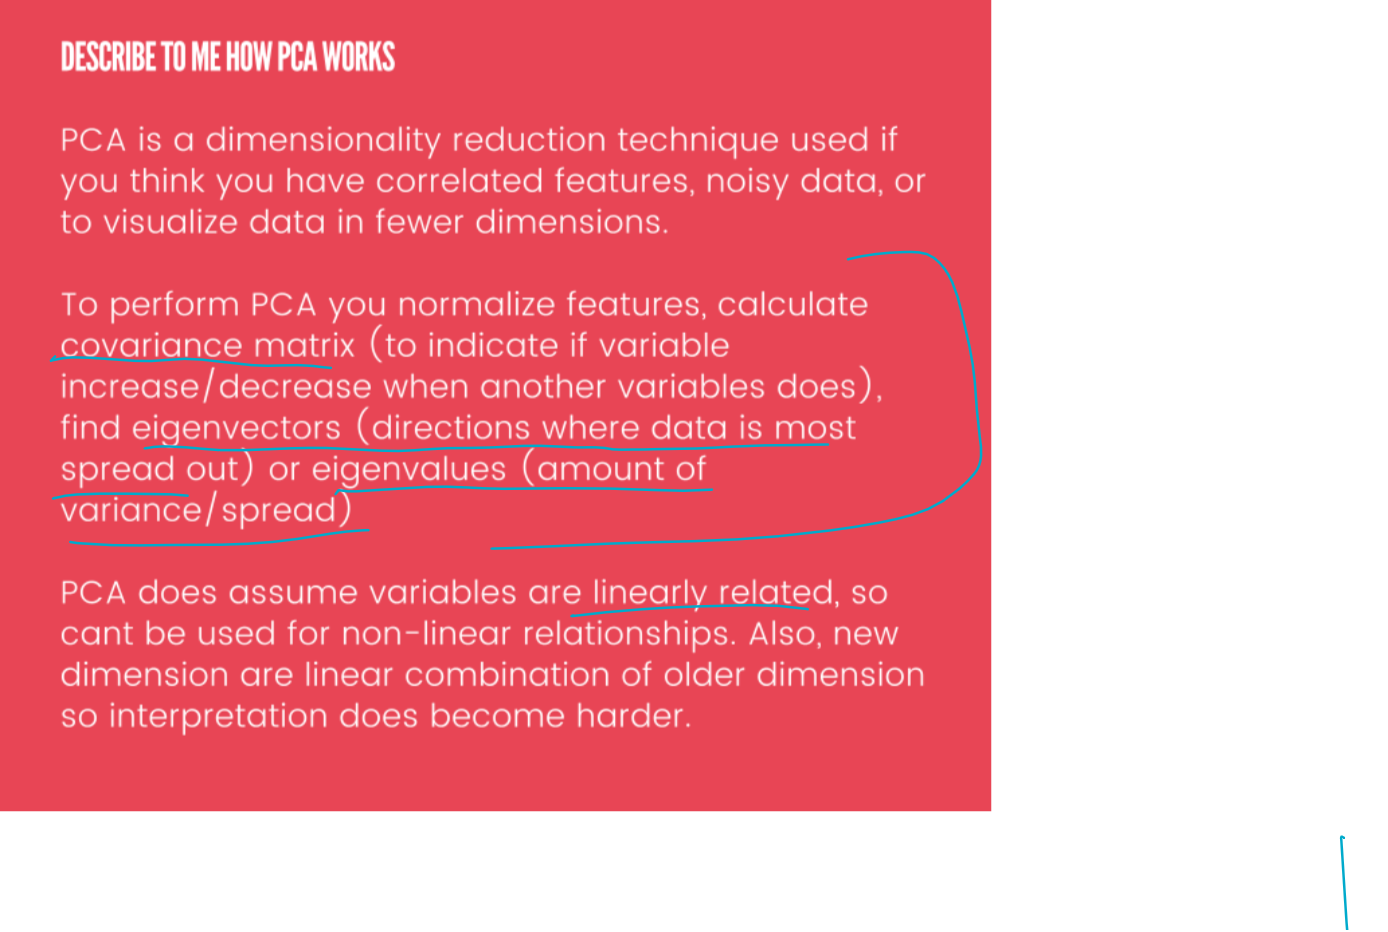 DESCRIBE TO ME HOW PCA WORKS
PCA is a dimensionality reduction technique used if
you think you have correlated features, noisy data, or
to visualize data in fewer dimensions.
To perform PCA you normalize features, calculate
covariance matrix (to indicate if variable
increase/decrease when another variables does),
find eigenvectors (directions where data is most
spread out) or eigenvalues (amount of
variance/spread)
PCA does assume variables are linearly related, so
cant be used for non-linear relationships. Also, new
dimension are linear combination of older dimension
so interpretation does become harder.